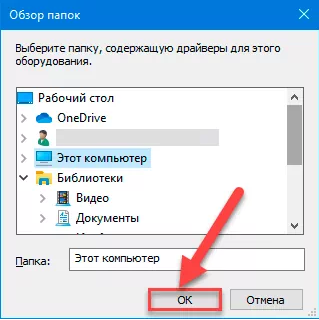 Обзор папок
Выберите папку, содержащую драйверы для этого
оборудования.
Рабочий стол
OneDrive
Этот компьютер
Библиотеки
Видео
Документы
Папка:
Этот компьютер
ОК
Отмена